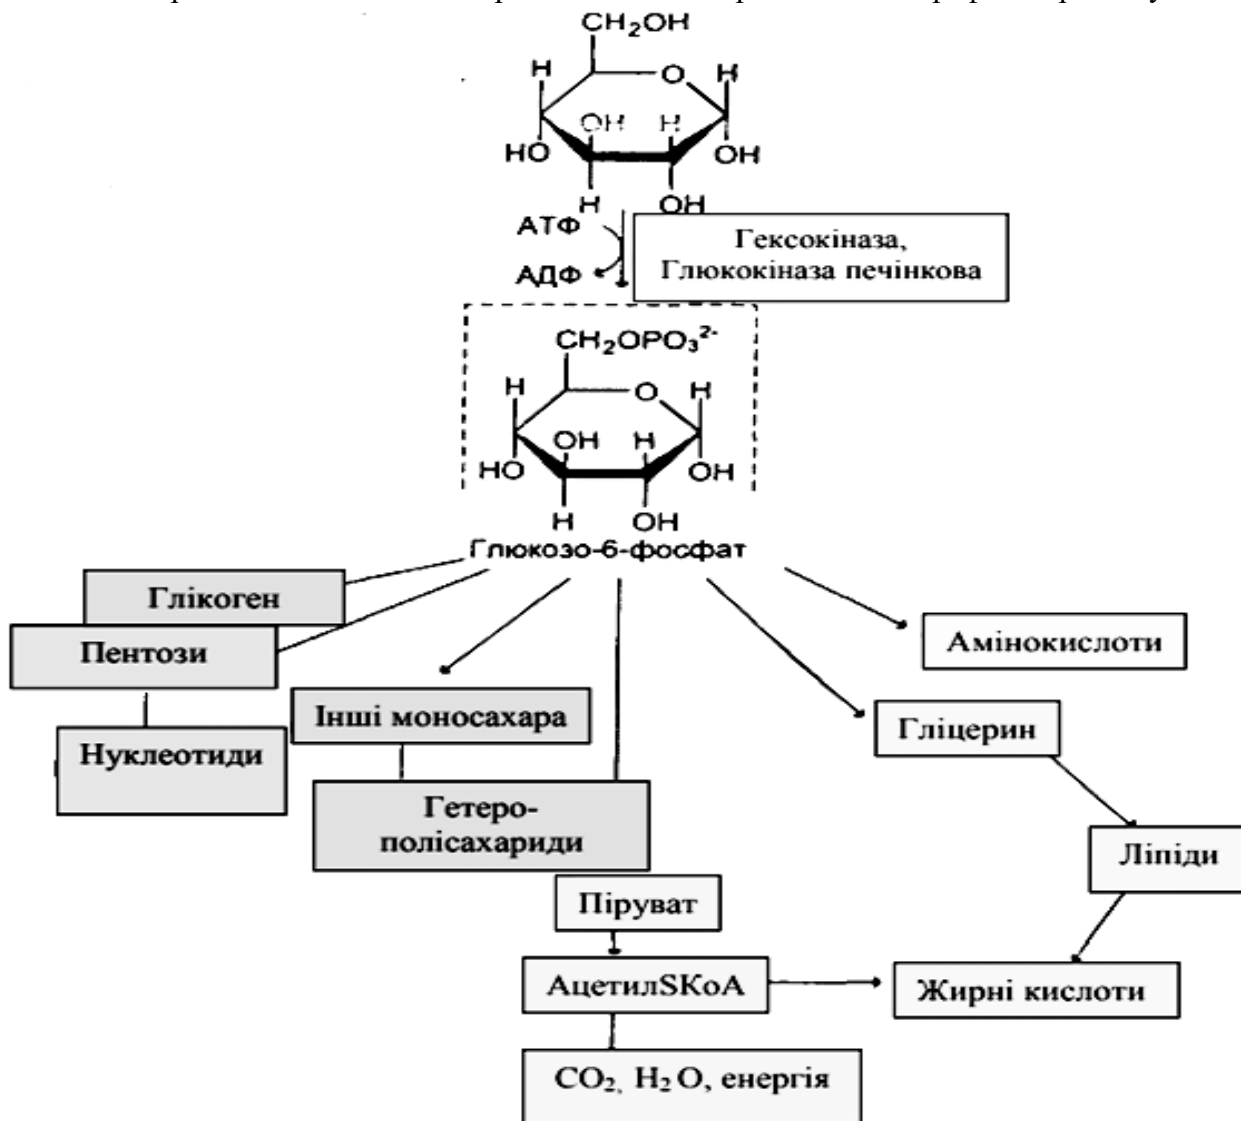 CH₂OH
H O H
OH H
HO OH
H OH
АТФ
АДФ
Гексокіназа,
Глюкокіназа печінкова
CH₂OPO₃²⁻
H O H
OH H
HO OH
H OH
Глюкозо-6-фосфат
Глікоген
Пентози
Нуклеотиди
Інші моносахара
Гетеро-
полісахариди
Амінокислоти
Гліцерин
Ліпіди
Піруват
АцетилSКоА
Жирні кислоти
CO₂, H₂O, енергія